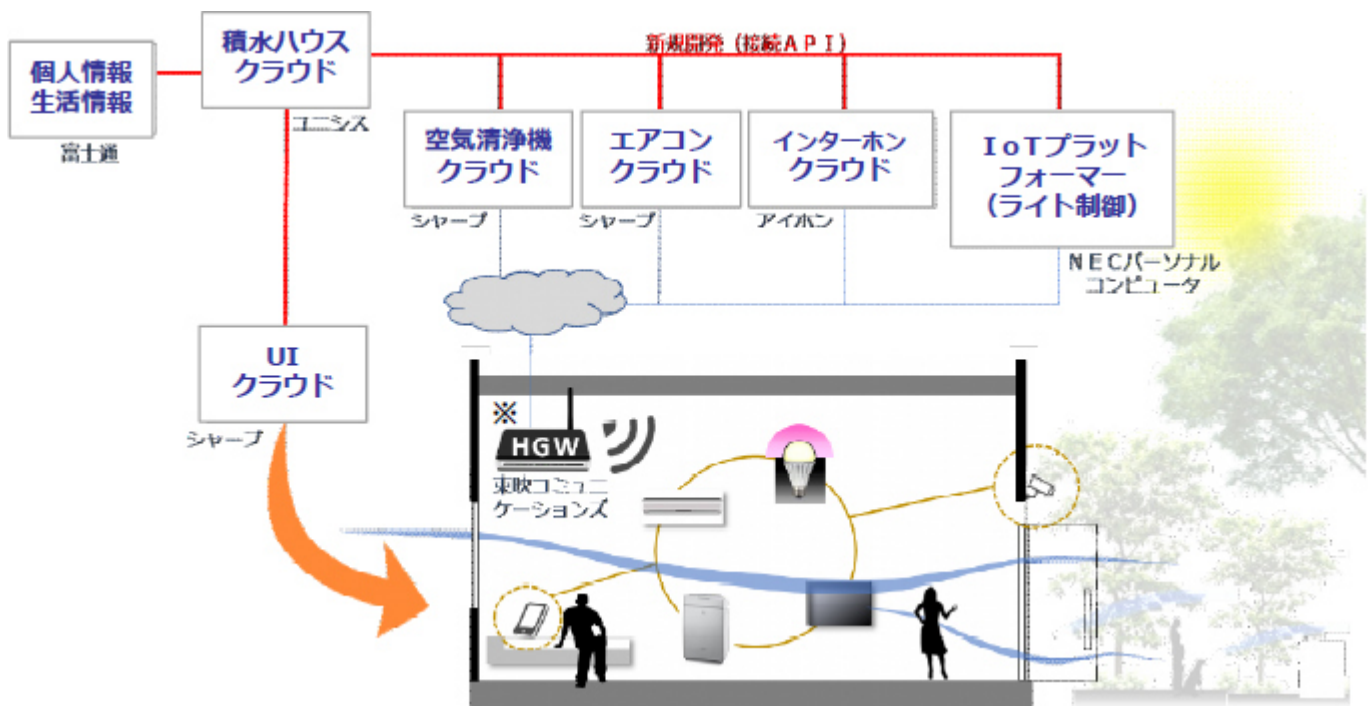 個人情報
生活情報
富士通
積水ハウス
クラウド
ユニシス
新規開発（接続ＡＰＩ）
空気清浄機
クラウド
シャープ
エアコン
クラウド
シャープ
インターホン
クラウド
アイホン
ＩｏＴプラット
フォーマー
（ライト制御）
ＮＥＣパーソナル
コンピュータ
UI
クラウド
シャープ
※
HGW
東映コミュニ
ケーションズ